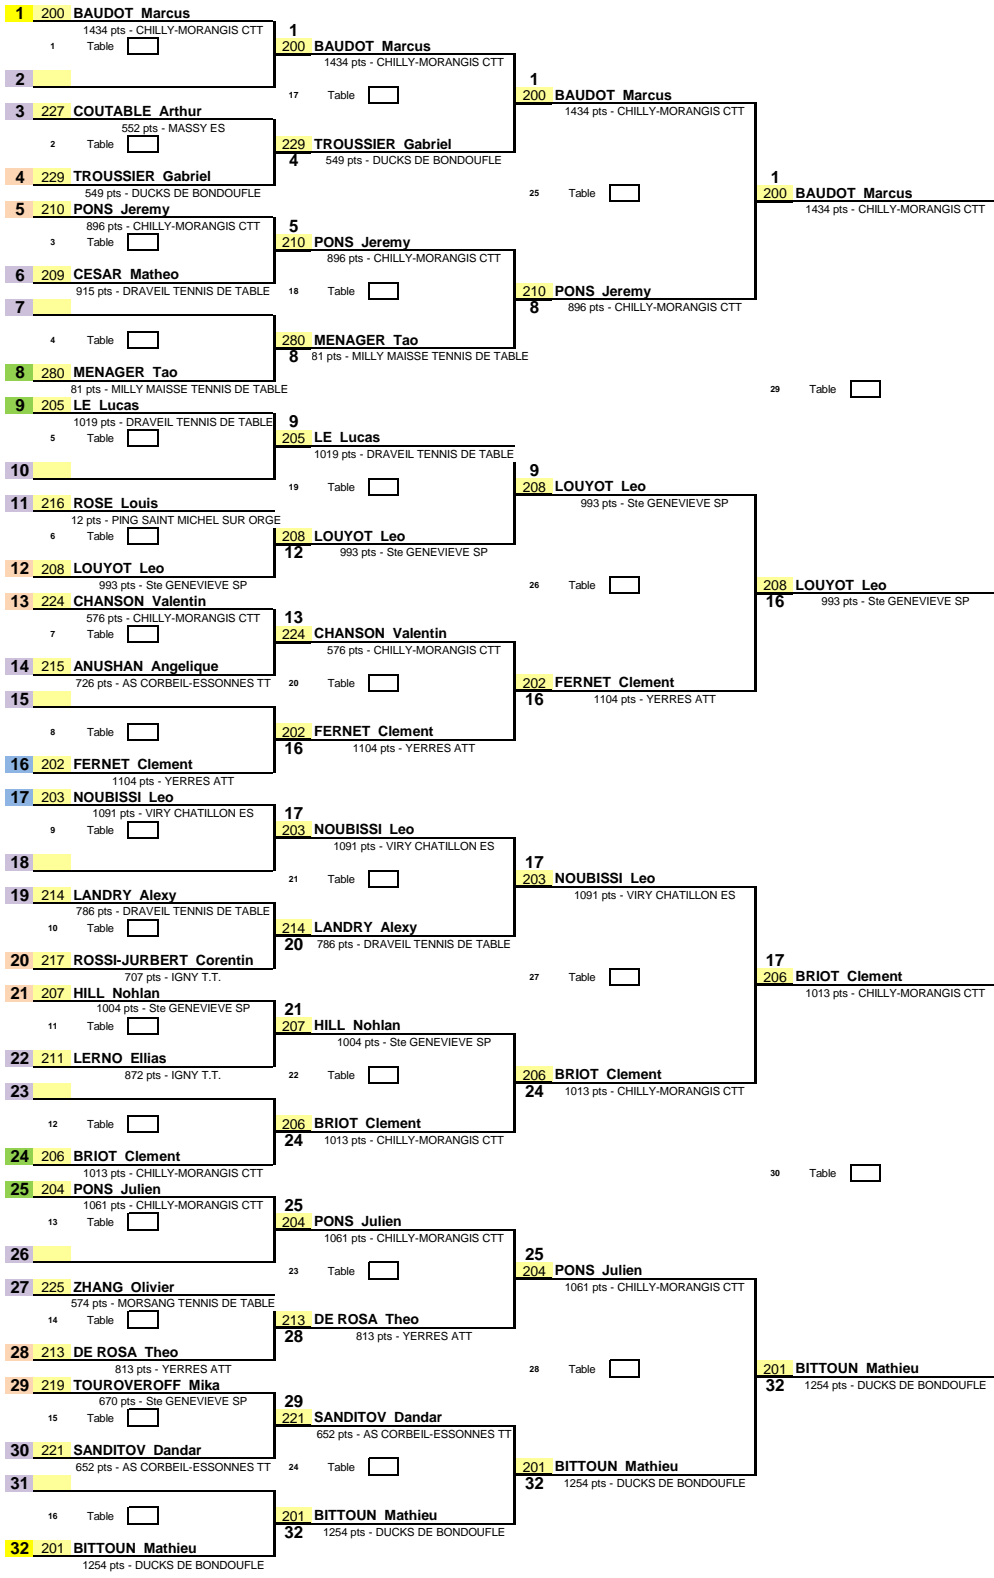 1 200 BAUDOT Marcus
1434 pts - CHILLY-MORANGIS CTT 1
1 Table 200 BAUDOT Marcus
1434 pts - CHILLY-MORANGIS CTT
2 1
17 Table 200 BAUDOT Marcus
3 227 COUTABLE Arthur 1434 pts - CHILLY-MORANGIS CTT
552 pts - MASSY ES
2 Table 229 TROUSSIER Gabriel
4 549 pts - DUCKS DE BONDOUFLE
4 229 TROUSSIER Gabriel 1
549 pts - DUCKS DE BONDOUFLE 25 Table 200 BAUDOT Marcus
5 210 PONS Jeremy 1434 pts - CHILLY-MORANGIS CTT
896 pts - CHILLY-MORANGIS CTT 5
3 Table 210 PONS Jeremy
896 pts - CHILLY-MORANGIS CTT
6 209 CESAR Matheo
915 pts - DRAVEIL TENNIS DE TABLE 18 Table 210 PONS Jeremy
7 8 896 pts - CHILLY-MORANGIS CTT
4 Table 280 MENAGER Tao
8 81 pts - MILLY MAISSE TENNIS DE TABLE
8 280 MENAGER Tao
81 pts - MILLY MAISSE TENNIS DE TABLE 29 Table
9 205 LE Lucas
1019 pts - DRAVEIL TENNIS DE TABLE 9
5 Table 205 LE Lucas
1019 pts - DRAVEIL TENNIS DE TABLE
10 9
19 Table 208 LOUYOT Leo
11 216 ROSE Louis 993 pts - Ste GENEVIEVE SP
12 pts - PING SAINT MICHEL SUR ORGE
6 Table 208 LOUYOT Leo
12 993 pts - Ste GENEVIEVE SP
12 208 LOUYOT Leo
993 pts - Ste GENEVIEVE SP 26 Table 208 LOUYOT Leo
13 224 CHANSON Valentin 16 993 pts - Ste GENEVIEVE SP
576 pts - CHILLY-MORANGIS CTT 13
7 Table 224 CHANSON Valentin
576 pts - CHILLY-MORANGIS CTT
14 215 ANUSHAN Angelique
726 pts - AS CORBEIL-ESSONNES TT 20 Table 202 FERNET Clement
15 16 1104 pts - YERRES ATT
8 Table 202 FERNET Clement
16 1104 pts - YERRES ATT
16 202 FERNET Clement
1104 pts - YERRES ATT
17 203 NOUBISSI Leo
1091 pts - VIRY CHATILLON ES 17
9 Table 203 NOUBISSI Leo
1091 pts - VIRY CHATILLON ES
18 17
21 Table 203 NOUBISSI Leo
19 214 LANDRY Alexy 1091 pts - VIRY CHATILLON ES
786 pts - DRAVEIL TENNIS DE TABLE
10 Table 214 LANDRY Alexy
20 786 pts - DRAVEIL TENNIS DE TABLE
20 217 ROSSI-JURBERT Corentin 17
707 pts - IGNY T.T. 27 Table 206 BRIOT Clement
21 207 HILL Nohlan 1013 pts - CHILLY-MORANGIS CTT
1004 pts - Ste GENEVIEVE SP 21
11 Table 207 HILL Nohlan
1004 pts - Ste GENEVIEVE SP
22 211 LERNO Ellias
872 pts - IGNY T.T. 22 Table 206 BRIOT Clement
23 24 1013 pts - CHILLY-MORANGIS CTT
12 Table 206 BRIOT Clement
24 1013 pts - CHILLY-MORANGIS CTT
24 206 BRIOT Clement
1013 pts - CHILLY-MORANGIS CTT 30 Table
25 204 PONS Julien
1061 pts - CHILLY-MORANGIS CTT 25
13 Table 204 PONS Julien
1061 pts - CHILLY-MORANGIS CTT
26 25
23 Table 204 PONS Julien
27 225 ZHANG Olivier 1061 pts - CHILLY-MORANGIS CTT
574 pts - MORSANG TENNIS DE TABLE
14 Table 213 DE ROSA Theo
28 813 pts - YERRES ATT
28 213 DE ROSA Theo
813 pts - YERRES ATT 28 Table 201 BITTOUN Mathieu
29 219 TOUROVEROFF Mika 32 1254 pts - DUCKS DE BONDOUFLE
670 pts - Ste GENEVIEVE SP 29
15 Table 221 SANDITOV Dandar
652 pts - AS CORBEIL-ESSONNES TT
30 221 SANDITOV Dandar
652 pts - AS CORBEIL-ESSONNES TT 24 Table 201 BITTOUN Mathieu
31 32 1254 pts - DUCKS DE BONDOUFLE
16 Table 201 BITTOUN Mathieu
32 1254 pts - DUCKS DE BONDOUFLE
32 201 BITTOUN Mathieu
1254 pts - DUCKS DE BONDOUFLE